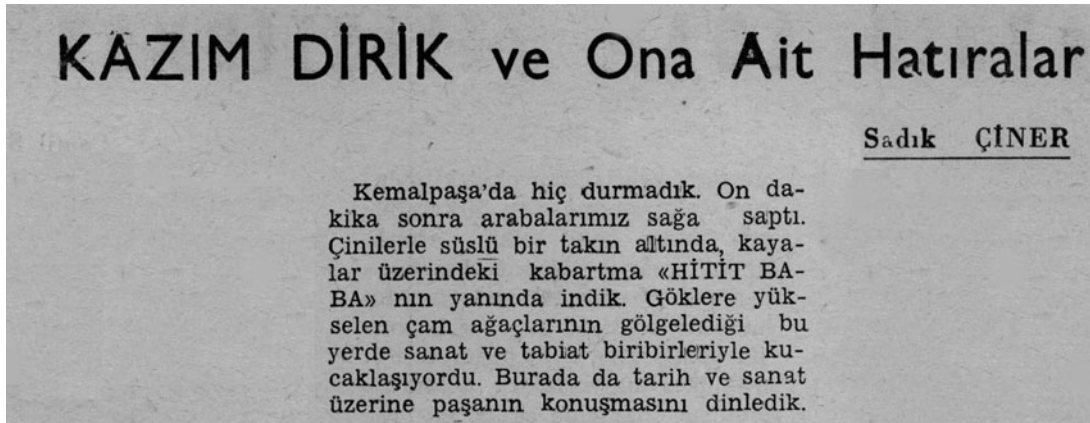 KAZIM DİRİK ve Ona Ait Hatıralar
Sadık ÇİNER
Kemalpaşa'da hiç durmadık. On da-
kika sonra arabalarımız sağa saptı.
Çinilerle süslü bir takın altında, kaya-
lar üzerindeki kabartma «HİTİT BA-
BA» nın yanında indik. Göklere yük-
selen çam ağaçlarının gölgelediği bu
yerde sanat ve tabiat biribirleriyle ku-
caklaşıyordu. Burada da tarih ve sanat
üzerine paşanın konuşmasını dinledik.